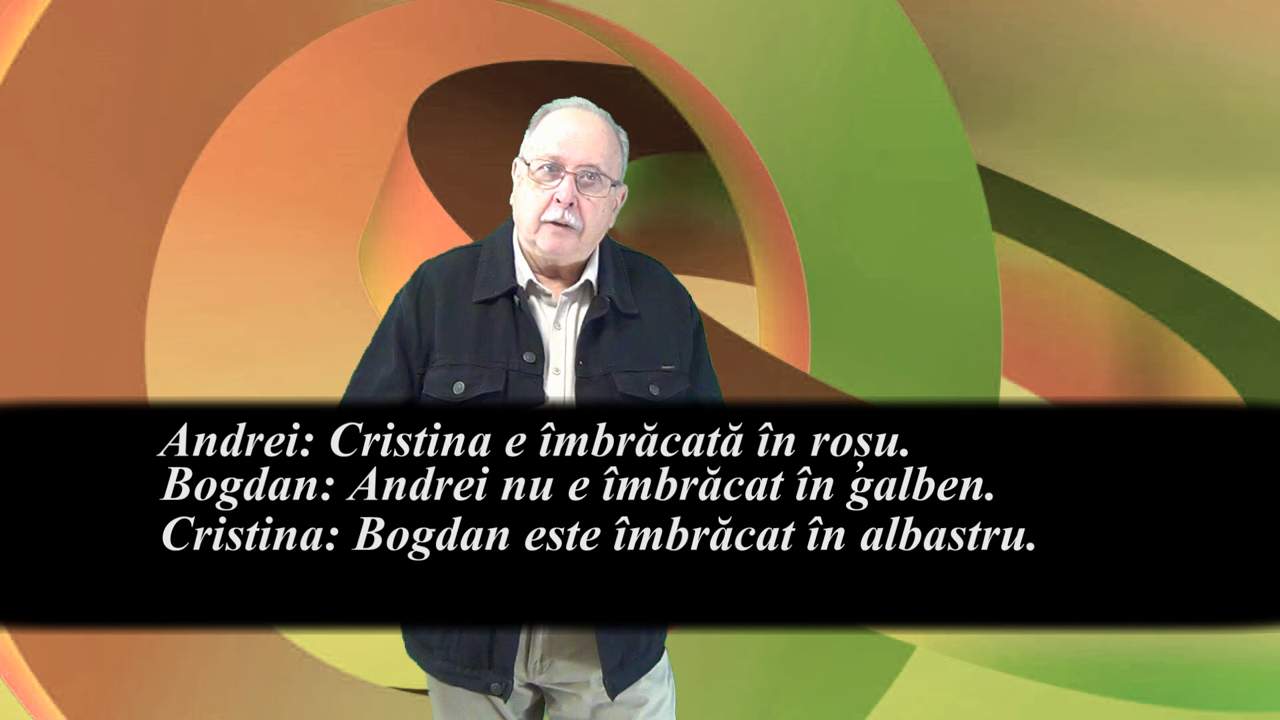 Andrei: Cristina e îmbrăcată în roșu.
Bogdan: Andrei nu e îmbrăcat în galben.
Cristina: Bogdan este îmbrăcat în albastru.